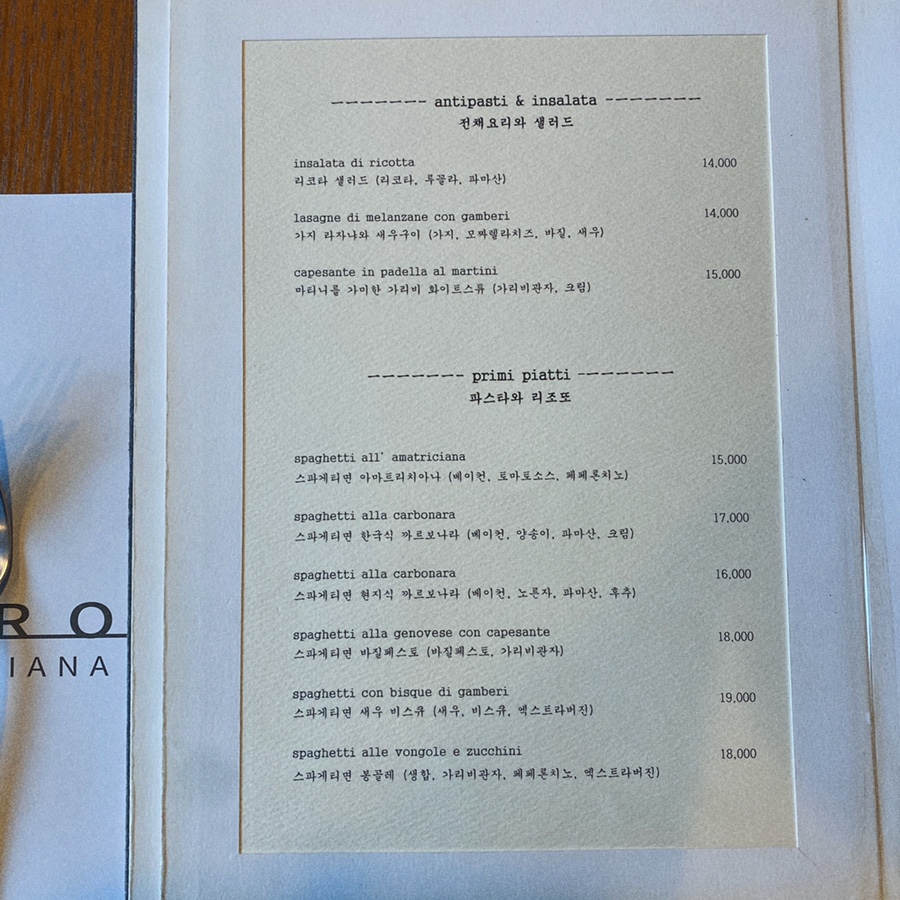 ------- antipasti & insalata -------
전채요리와 샐러드
insalata di ricotta 14,000
리코타 샐러드 (리코타, 루꼴라, 파마산)
lasagne di melanzane con gamberi 14,000
가지 라자냐와 새우구이 (가지, 모짜렐라치즈, 바질, 새우)
capesante in padella al martini 15,000
마티니를 가미한 가리비 화이트스튜 (가리비관자, 크림)
------- primi piatti -------
파스타와 리조또
spaghetti all' amatriciana 15,000
스파게티면 아마트리치아나 (베이컨, 토마토소스, 페페론치노)
spaghetti alla carbonara 17,000
스파게티면 한국식 까르보나라 (베이컨, 양송이, 파마산, 크림)
spaghetti alla carbonara 16,000
스파게티면 현지식 까르보나라 (베이컨, 노른자, 파마산, 후추)
spaghetti alla genovese con capesante 18,000
스파게티면 바질페스토 (바질페스토, 가리비관자)
spaghetti con bisque di gamberi 19,000
스파게티면 새우 비스큐 (새우, 비스큐, 엑스트라버진)
spaghetti alle vongole e zucchini 18,000
스파게티면 봉골레 (생합, 가리비관자, 페페론치노, 엑스트라버진)
RO
IANA